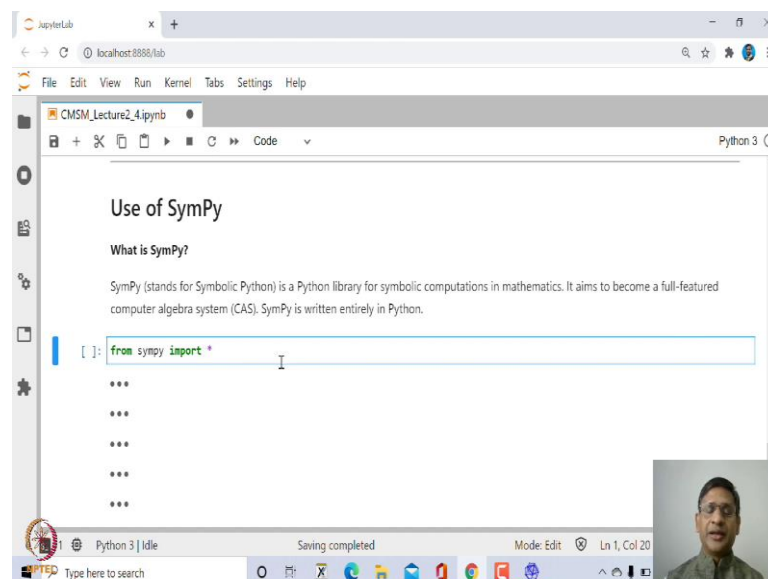 JupyterLab
localhost:8888/lab
File Edit View Run Kernel Tabs Settings Help
CMSM_Lecture2_4.ipynb
Code
Python 3
Use of SymPy
What is SymPy?
SymPy (stands for Symbolic Python) is a Python library for symbolic computations in mathematics. It aims to become a full-featured
computer algebra system (CAS). SymPy is written entirely in Python.
[ ]: from sympy import *
•••
•••
•••
•••
•••
1 Python 3 | Idle Saving completed Mode: Edit Ln 1, Col 20
NPTEL Type here to search